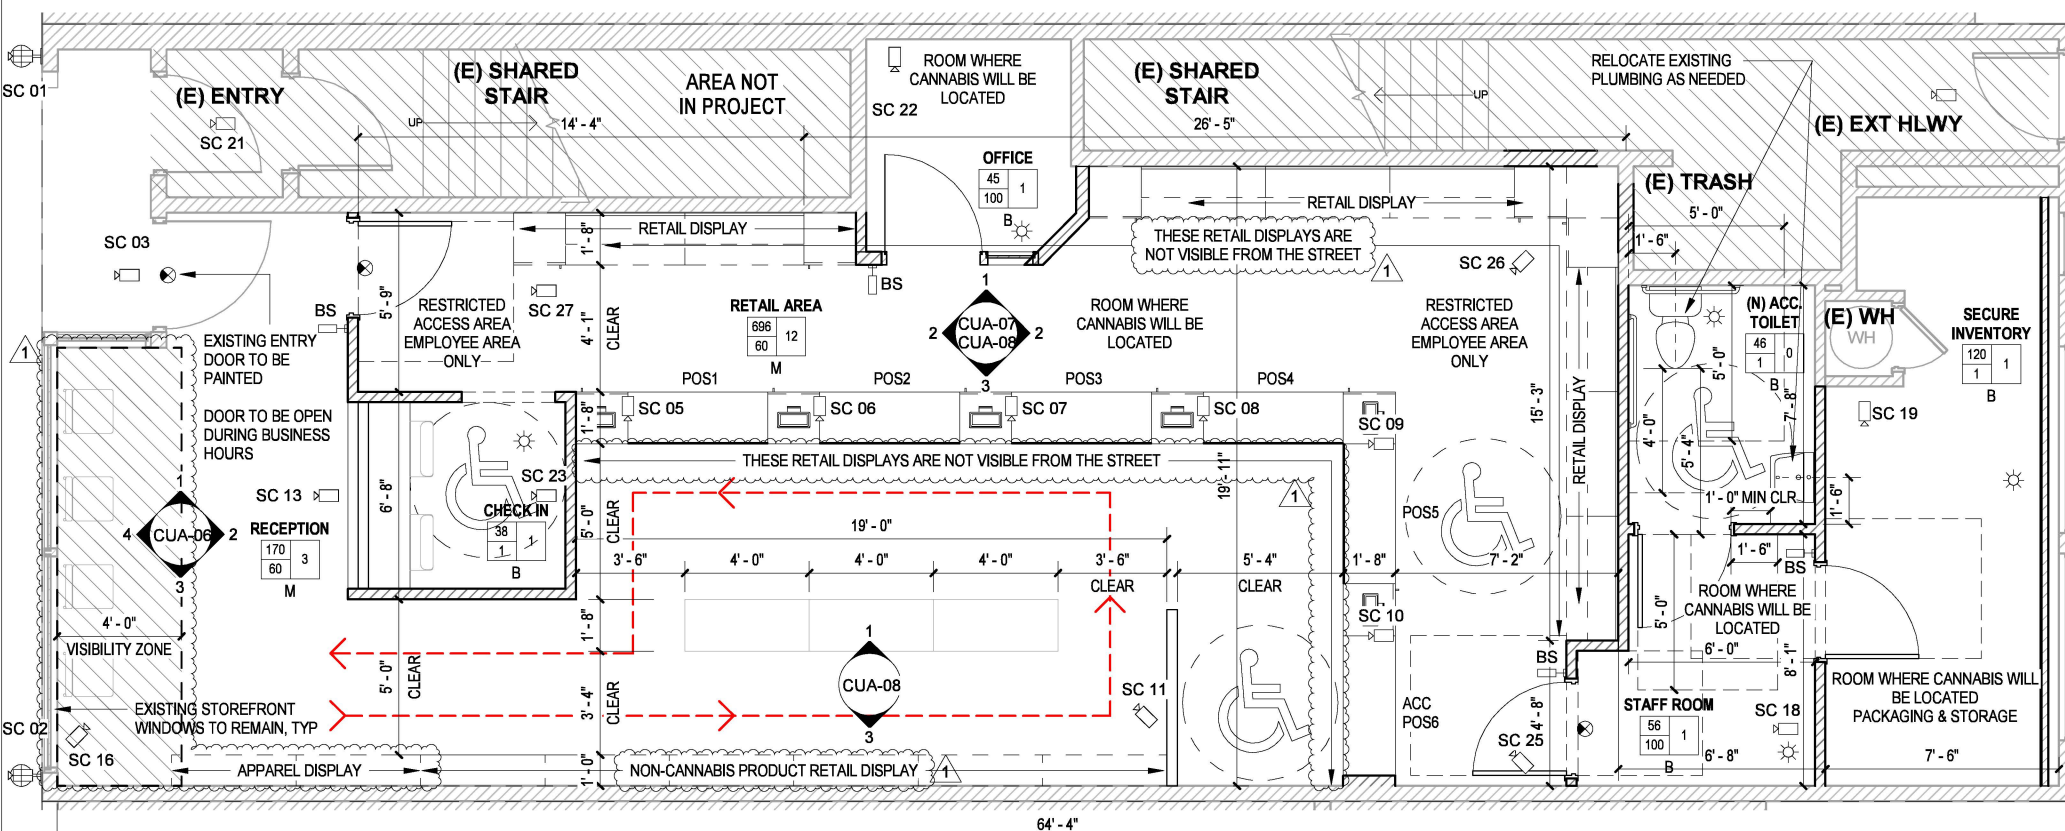 SC 01
(E) ENTRY
SC 21
(E) SHARED
STAIR
UP
14' - 4"
AREA NOT
IN PROJECT
SC 22
ROOM WHERE
CANNABIS WILL BE
LOCATED
OFFICE
45
100
1
B
(E) SHARED
STAIR
UP
26' - 5"
RELOCATE EXISTING
PLUMBING AS NEEDED
(E) EXT HLWY
(E) TRASH
5' - 0"
1' - 6"
SC 03
BS
5' - 9"
RESTRICTED
ACCESS AREA
EMPLOYEE AREA
ONLY
SC 27
RETAIL DISPLAY
1' - 8"
4' - 1"
CLEAR
RETAIL AREA
696
60
12
M
BS
1
2
CUA-07
CUA-08
2
3
ROOM WHERE
CANNABIS WILL BE
LOCATED
RETAIL DISPLAY
THESE RETAIL DISPLAYS ARE
NOT VISIBLE FROM THE STREET
1
SC 26
RESTRICTED
ACCESS AREA
EMPLOYEE AREA
ONLY
15' - 3"
RETAIL DISPLAY
(N) ACC.
TOILET
46
1
0
B
5' - 0"
7' - 8"
4' - 0"
5' - 4"
1' - 0" MIN CLR
1' - 6"
1' - 6"
(E) WH
WH
SECURE
INVENTORY
120
1
1
B
SC 19
1
EXISTING ENTRY
DOOR TO BE
PAINTED
DOOR TO BE OPEN
DURING BUSINESS
HOURS
SC 13
RECEPTION
170
60
3
M
1
4
CUA-06
2
3
4' - 0"
VISIBILITY ZONE
EXISTING STOREFRONT
WINDOWS TO REMAIN, TYP
SC 02
SC 16
6' - 8"
CHECK IN
38
1
1
B
SC 23
POS1
POS2
POS3
POS4
SC 05
SC 06
SC 07
SC 08
SC 09
1' - 8"
THESE RETAIL DISPLAYS ARE NOT VISIBLE FROM THE STREET
1
19' - 11"
5' - 0"
CLEAR
19' - 0"
3' - 6"
4' - 0"
4' - 0"
4' - 0"
3' - 6"
CLEAR
5' - 4"
CLEAR
1' - 8"
7' - 2"
POS5
SC 10
1' - 8"
5' - 0"
CLEAR
3' - 4"
CLEAR
1' - 0"
1
CUA-08
3
SC 11
ACC
POS6
BS
4' - 8"
SC 25
BS
ROOM WHERE
CANNABIS WILL BE
LOCATED
5' - 0"
6' - 0"
8' - 1"
STAFF ROOM
56
100
1
B
SC 18
6' - 8"
ROOM WHERE CANNABIS WILL
BE LOCATED
PACKAGING & STORAGE
7' - 6"
APPAREL DISPLAY
NON-CANNABIS PRODUCT RETAIL DISPLAY
1
64' - 4"